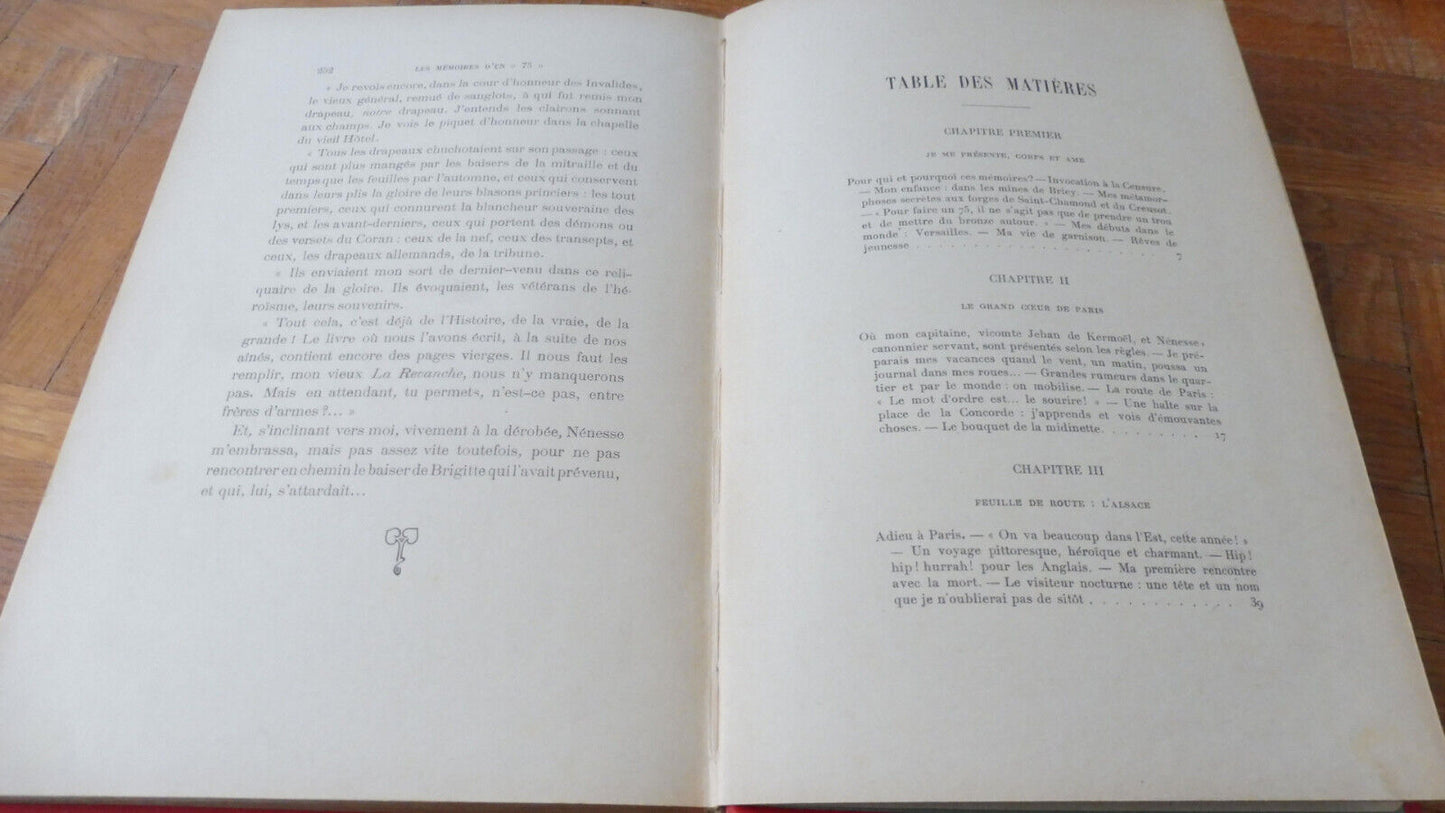 252 LES MÉMOIRES D'UN « 75 »
« Je revois encore, dans la cour d'honneur des Invalides,
le vieux général, remué de sanglots, à qui fut remis mon
drapeau, notre drapeau. J'entends les clairons sonnant
aux champs. Je vois le piquet d'honneur dans la chapelle
du vieil Hôtel.
« Tous les drapeaux chuchotaient sur son passage : ceux
qui sont plus mangés par les baisers de la mitraille et du
temps que les feuilles par l'automne, et ceux qui conservent
dans leurs plis la gloire de leurs blasons princiers : les tout
premiers, ceux qui connurent la blancheur souveraine des
lys, et les avant-derniers, ceux qui portent des démons ou
des versets du Coran : ceux de la nef, ceux des transepts, et
ceux, les drapeaux allemands, de la tribune.
« Ils enviaient mon sort de dernier-venu dans ce reli-
quaire de la gloire. Ils évoquaient, les vétérans de l'hé-
roïsme, leurs souvenirs.
« Tout cela, c'est déjà de l'Histoire, de la vraie, de la
grande ! Le livre où nous l'avons écrit, à la suite de nos
aînés, contient encore des pages vierges. Il nous faut les
remplir, mon vieux La Revanche, nous n'y manquerons
pas. Mais en attendant, tu permets, n'est-ce pas, entre
frères d'armes ?... »
Et, s'inclinant vers moi, vivement à la dérobée, Nénesse
m'embrassa, mais pas assez vite toutefois, pour ne pas
rencontrer en chemin le baiser de Brigitte qui l'avait prévenu,
et qui, lui, s'attardait...
TABLE DES MATIÈRES
CHAPITRE PREMIER
JE ME PRÉSENTE, CORPS ET AME
Pour qui et pourquoi ces mémoires? — Invocation à la Censure.
— Mon enfance : dans les mines de Briey. — Mes métamor-
phoses secrètes aux forges de Saint-Chamond et du Creusot.
— « Pour faire un 75, il ne s'agit pas que de prendre un trou
et de mettre du bronze autour. » — Mes débuts dans le
monde : Versailles. — Ma vie de garnison. — Rêves de
jeunesse . . . . . . . . . . . . . . . . . . . . 7
CHAPITRE II
LE GRAND CŒUR DE PARIS
Où mon capitaine, vicomte Jehan de Kermoël, et Nénesse,
canonnier servant, sont présentés selon les règles. — Je pré-
parais mes vacances quand le vent, un matin, poussa un
journal dans mes roues... — Grandes rumeurs dans le quar-
tier et par le monde : on mobilise. — La route de Paris :
« Le mot d'ordre est... le sourire! » — Une halte sur la
place de la Concorde : j'apprends et vois d'émouvantes
choses. — Le bouquet de la midinette. . . . . . . . . 17
CHAPITRE III
FEUILLE DE ROUTE : L'ALSACE
Adieu à Paris. — « On va beaucoup dans l'Est, cette année! »
— Un voyage pittoresque, héroïque et charmant. — Hip!
hip! hurrah! pour les Anglais. — Ma première rencontre
avec la mort. — Le visiteur nocturne : une tête et un nom
que je n'oublierai pas de sitôt . . . . . . . . . . . 39